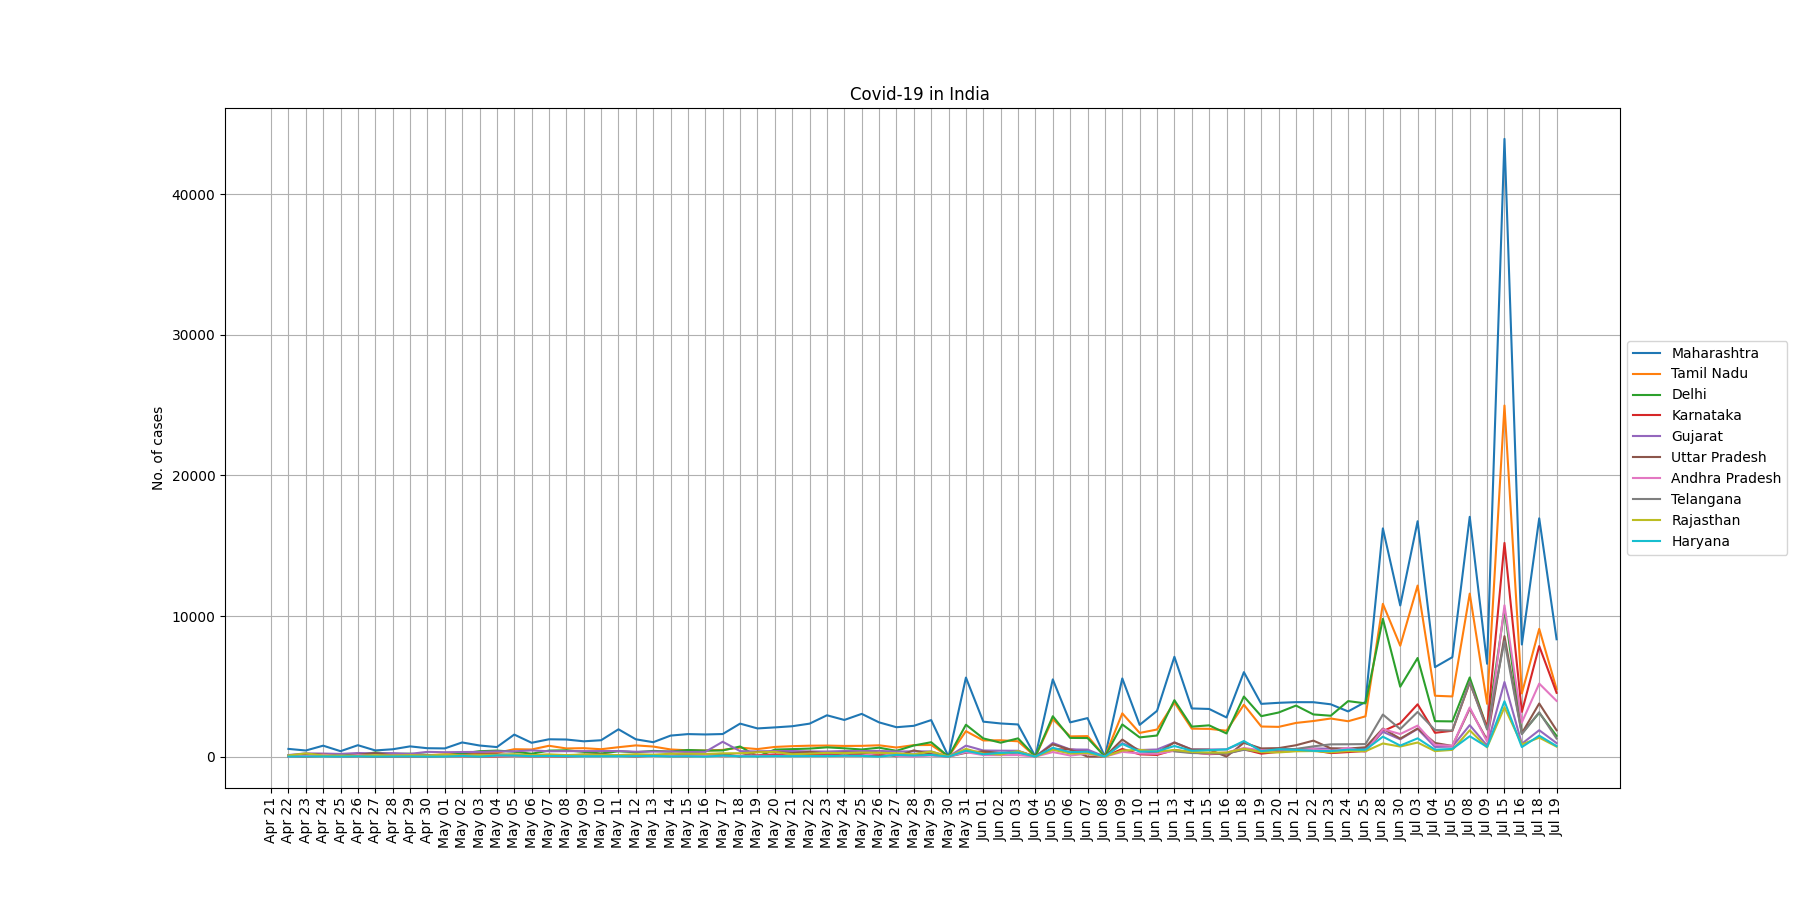 Covid-19 in India
No. of cases
40000
30000
20000
10000
0
Apr 21
Apr 22
Apr 23
Apr 24
Apr 25
Apr 26
Apr 27
Apr 28
Apr 29
Apr 30
May 01
May 02
May 03
May 04
May 05
May 06
May 07
May 08
May 09
May 10
May 11
May 12
May 13
May 14
May 15
May 16
May 17
May 18
May 19
May 20
May 21
May 22
May 23
May 24
May 25
May 26
May 27
May 28
May 29
May 30
May 31
Jun 01
Jun 02
Jun 03
Jun 04
Jun 05
Jun 06
Jun 07
Jun 08
Jun 09
Jun 10
Jun 11
Jun 13
Jun 14
Jun 15
Jun 16
Jun 18
Jun 19
Jun 20
Jun 21
Jun 22
Jun 23
Jun 24
Jun 25
Jun 28
Jun 30
Jul 03
Jul 04
Jul 05
Jul 08
Jul 09
Jul 15
Jul 16
Jul 18
Jul 19
Maharashtra
Tamil Nadu
Delhi
Karnataka
Gujarat
Uttar Pradesh
Andhra Pradesh
Telangana
Rajasthan
Haryana